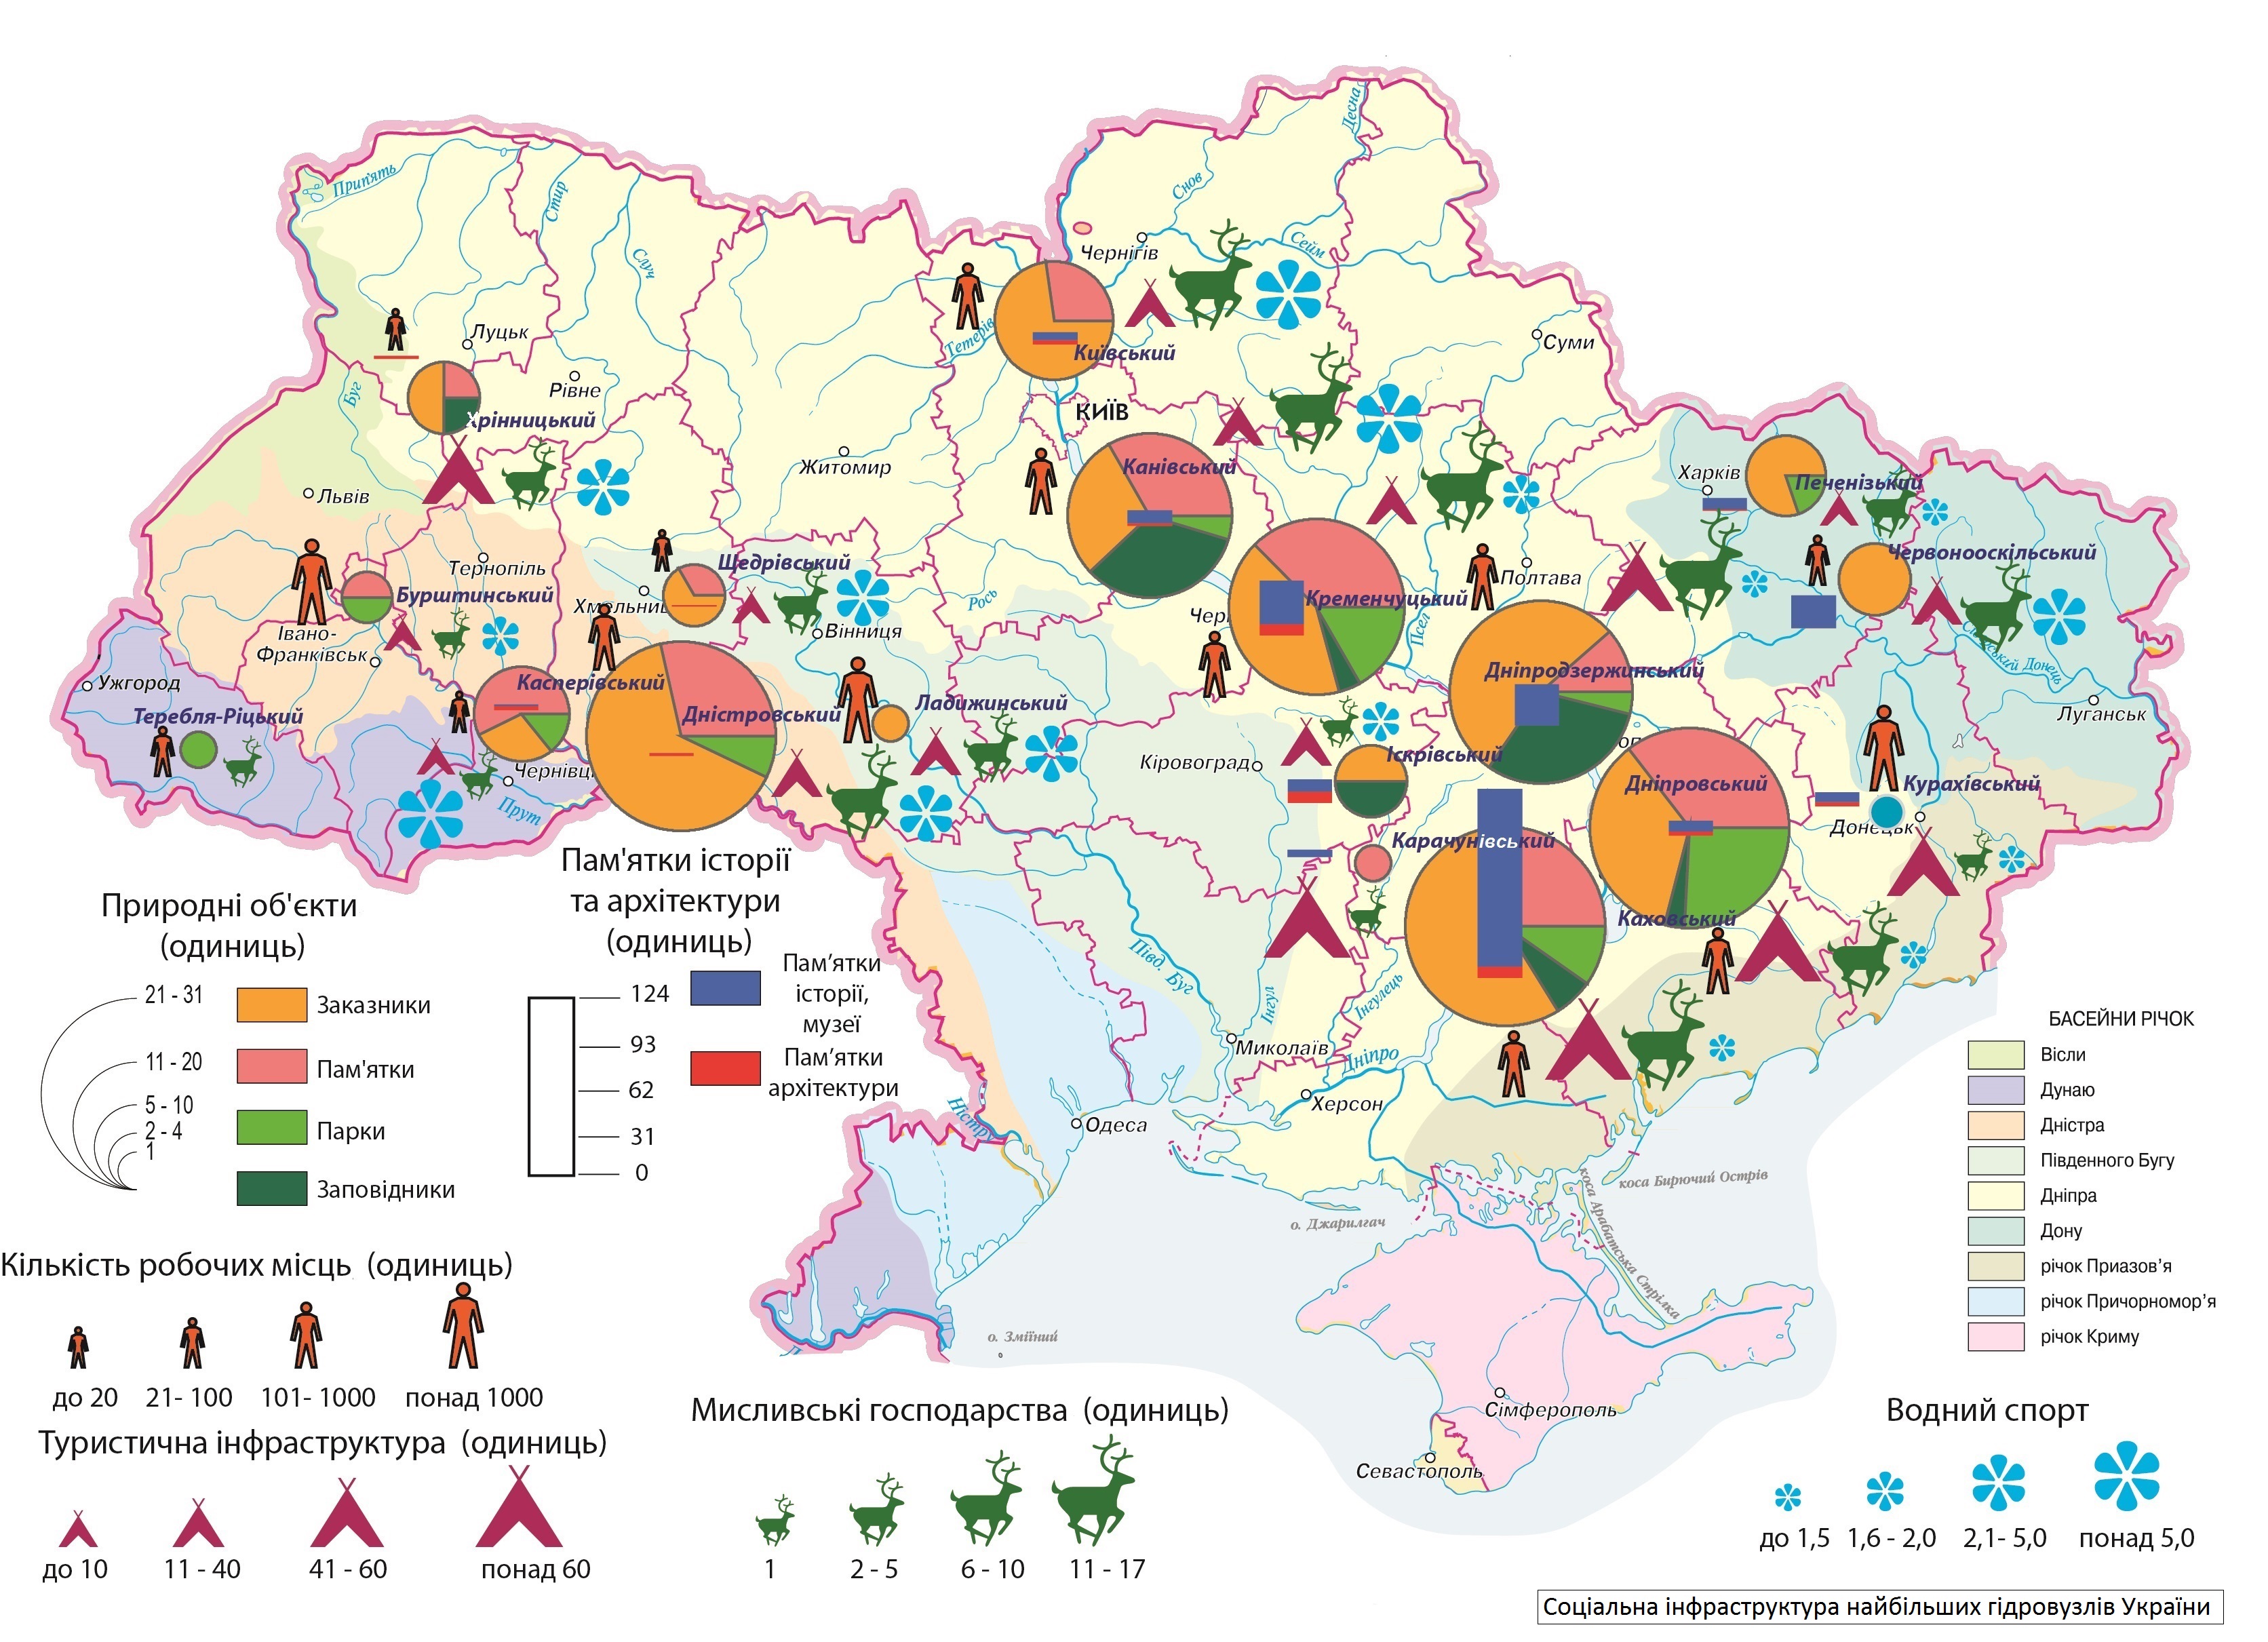 Десна
Прип'ять
Стир
Снов
Случ
Сейм
Чернігів
Тетерів
Луцьк
Суми
Київський
Рівне
Буг
КИЇВ
Хрінницький
Житомир
Канівський
Харків
Печенізький
Львів
Тернопіль
Щедрівський
Червонооскільський
Полтава
Бурштинський
Хмельниц
Рось
Кременчуцький
Чер
Псел
Івано-
Франківськ
Вінниця
Сіверський Донець
Ужгород
Касперівський
Дніпродзержинський
Теребля-Ріцький
Дністровський
Ладижинський
Луганськ
Іскрівський
Кіровоград
Чернівці
Дніпровський
Курахівський
Прут
Донецьк
Карачунівський
Каховський
Півд. Буг
Інгул
Інгулець
Миколаїв
Дніпро
Херсон
Одеса
Ністру
коса Бирючий Острів
коса Арабатська Стрілка
о. Джарилгач
о. Зміїний
Сімферополь
Севастополь
Природні об'єкти
(одиниць)
21 - 31
11 - 20
5 - 10
2 - 4
1
Заказники
Пам'ятки
Парки
Заповідники
Пам'ятки історії
та архітектури
(одиниць)
124
93
62
31
0
Пам'ятки
історії,
музеї
Пам'ятки
архітектури
БАСЕЙНИ РІЧОК
Вісли
Дунаю
Дністра
Південного Бугу
Дніпра
Дону
річок Приазов'я
річок Причорномор'я
річок Криму
Кількість робочих місць (одиниць)
до 20
21- 100
101- 1000
понад 1000
Туристична інфраструктура (одиниць)
до 10
11 - 40
41 - 60
понад 60
Мисливські господарства (одиниць)
1
2 - 5
6 - 10
11 - 17
Водний спорт
до 1,5
1,6 - 2,0
2,1- 5,0
понад 5,0
Соціальна інфраструктура найбільших гідровузлів України